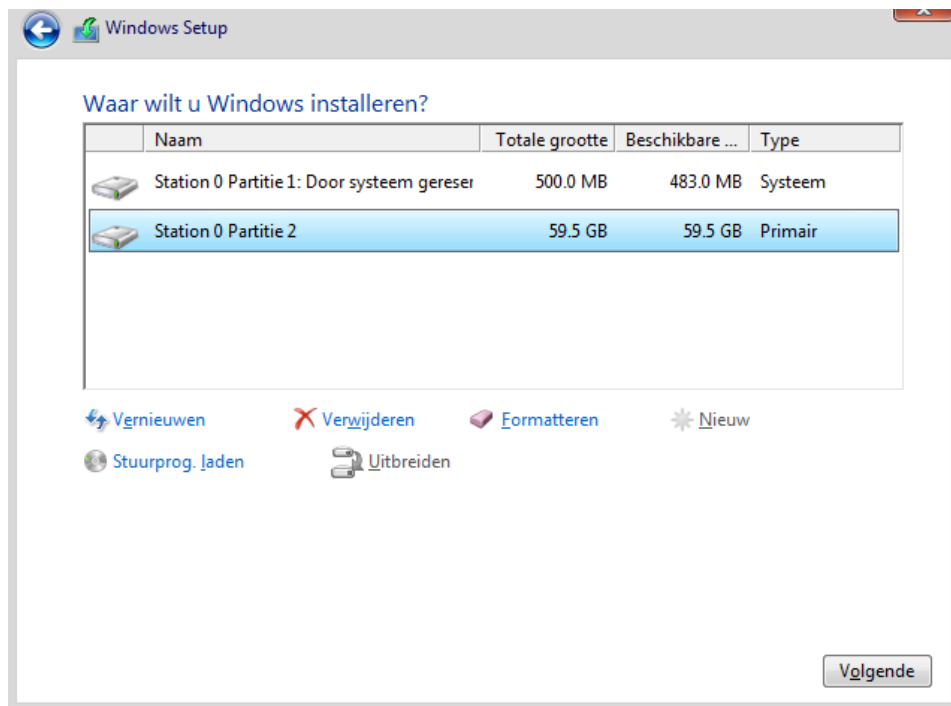 Windows Setup
Waar wilt u Windows installeren?
Naam Totale grootte Beschikbare ... Type
Station 0 Partitie 1: Door systeem gereser 500.0 MB 483.0 MB Systeem
Station 0 Partitie 2 59.5 GB 59.5 GB Primair
Vernieuwen Verwijderen Formatteren Nieuw
Stuurprog. laden Uitbreiden
Volgende